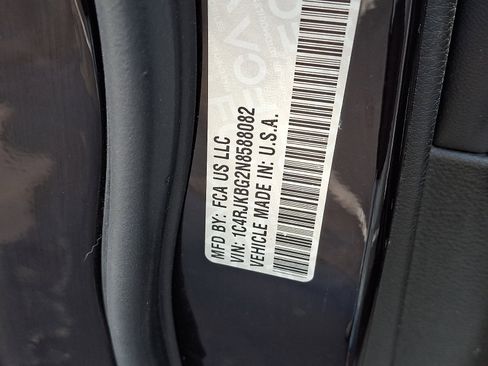 MFD BY: FCA US LLC
VIN: 1C4RJKBG2N8588082
VEHICLE MADE IN: U.S.A.